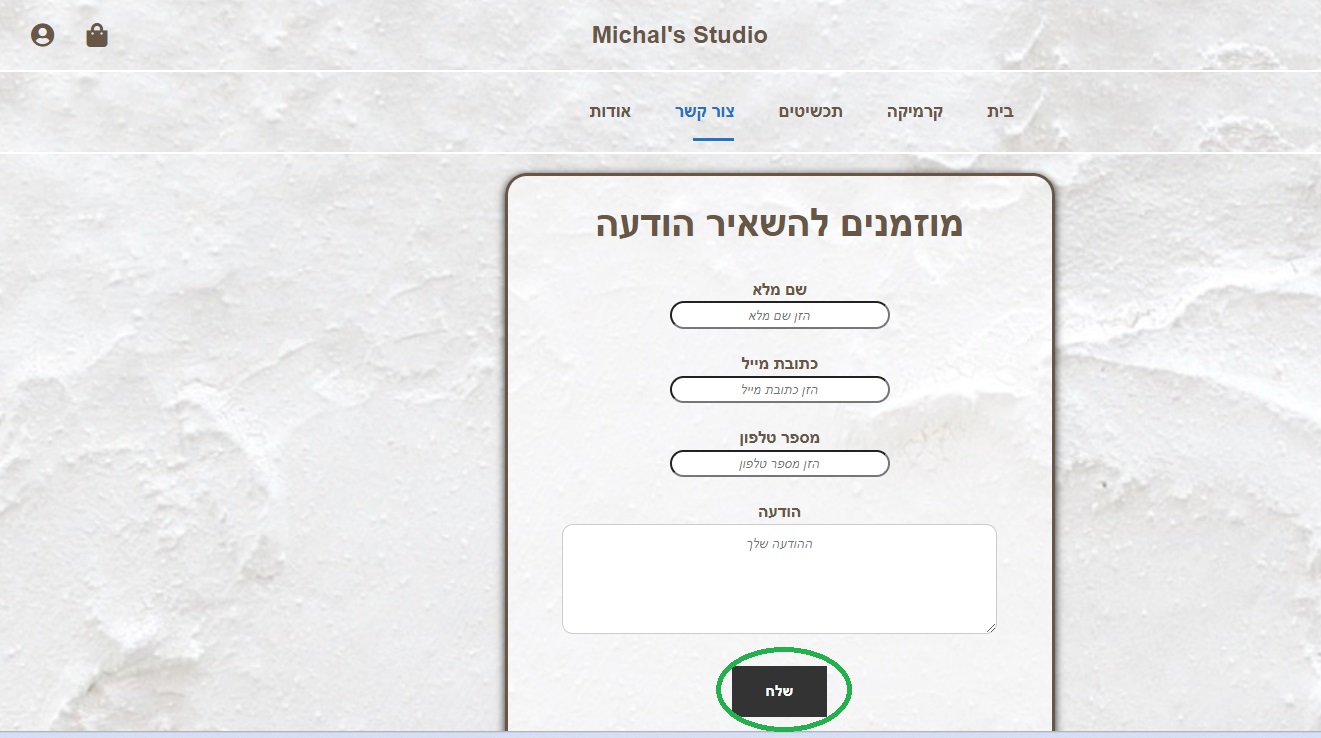 Michal's Studio
בית קרמיקה תכשיטים צור קשר אודות
מוזמנים להשאיר הודעה
שם מלא
הזן שם מלא
כתובת מייל
הזן כתובת מייל
מספר טלפון
הזן מספר טלפון
הודעה
ההודעה שלך
שלח